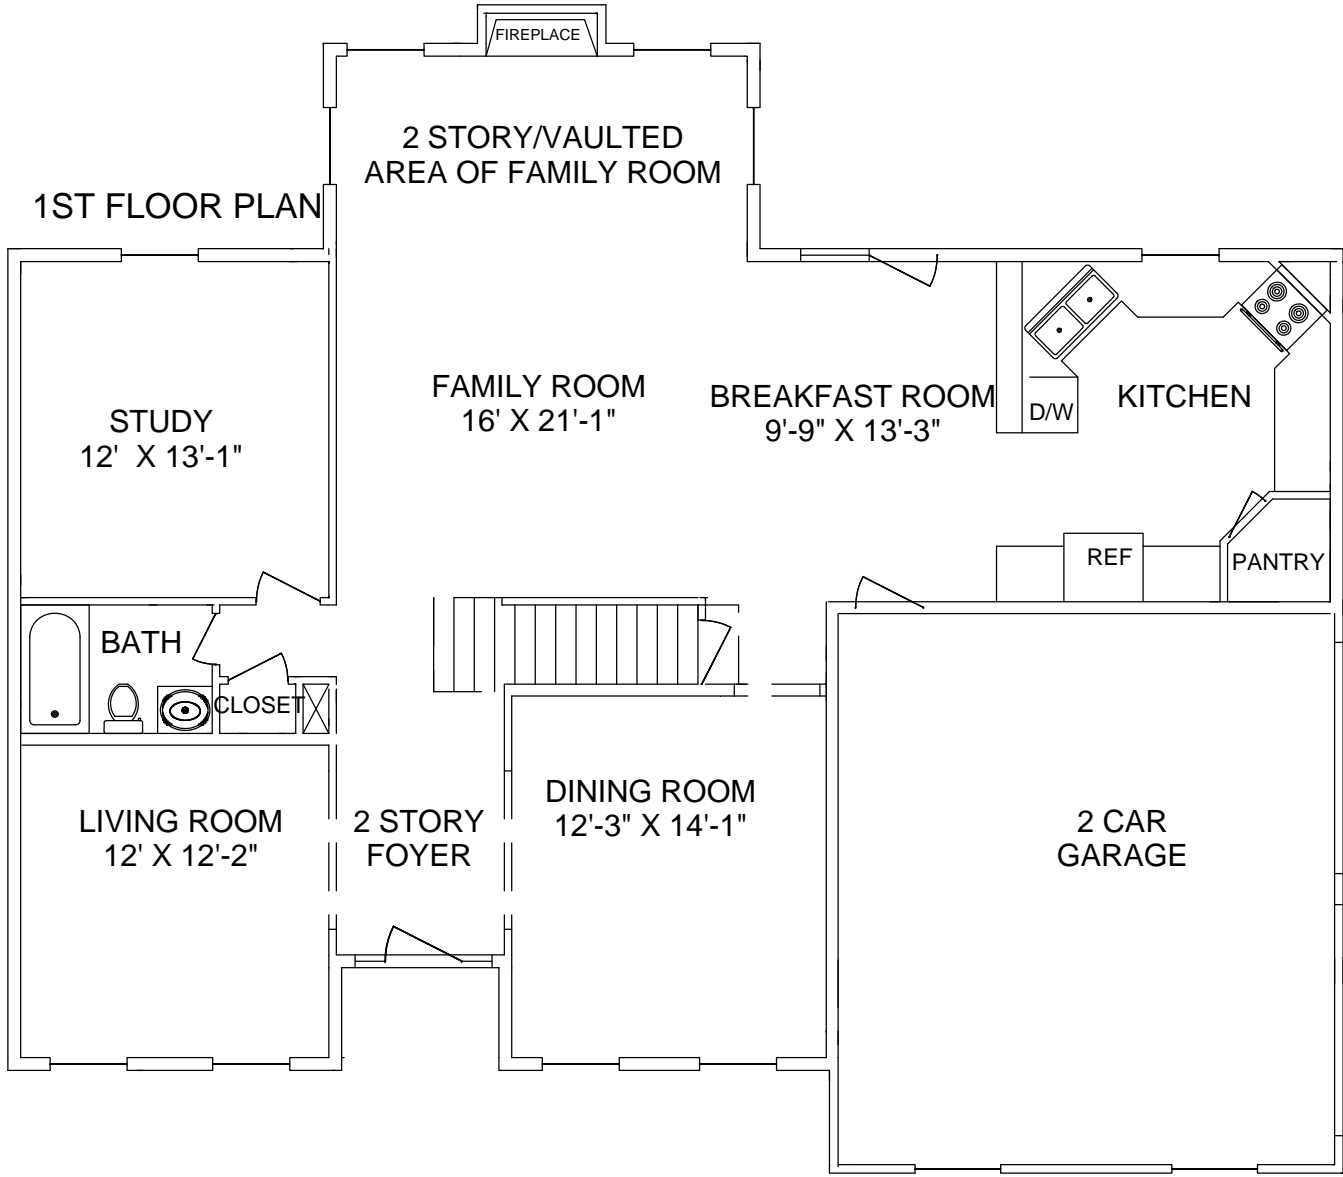 FIREPLACE
2 STORY/VAULTED
AREA OF FAMILY ROOM
1ST FLOOR PLAN
STUDY
12' X 13'-1"
FAMILY ROOM
16' X 21'-1"
BREAKFAST ROOM
9'-9" X 13'-3"
D/W
KITCHEN
REF
PANTRY
BATH
CLOSET
LIVING ROOM
12' X 12'-2"
2 STORY
FOYER
DINING ROOM
12'-3" X 14'-1"
2 CAR
GARAGE